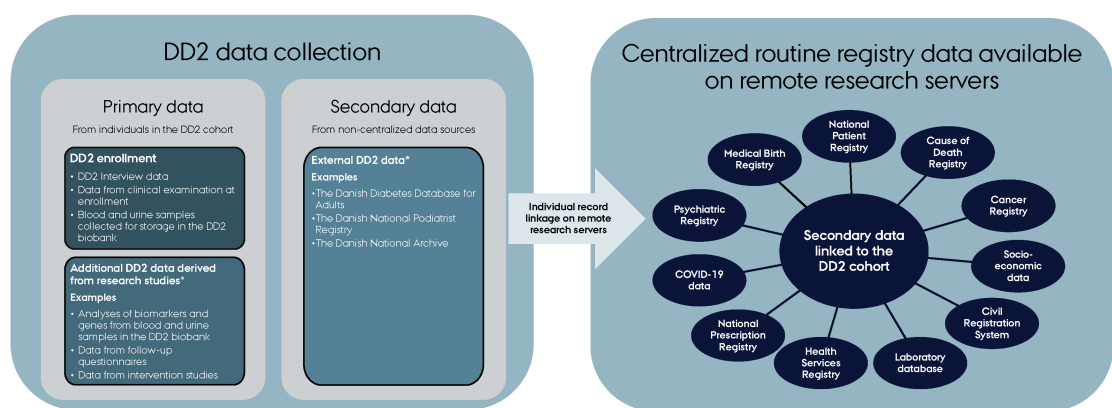 DD2 data collection
Primary data
From individuals in the DD2 cohort
DD2 enrollment
• DD2 Interview data
• Data from clinical examination at
enrollment
• Blood and urine samples
collected for storage in the DD2
biobank
Additional DD2 data derived
from research studies*
Examples
• Analyses of biomarkers and
genes from blood and urine
samples in the DD2 biobank
• Data from follow-up
questionnaires
• Data from intervention studies
Secondary data
From non-centralized data sources
External DD2 data*
Examples
•The Danish Diabetes Database for
Adults
•The Danish National Podiatrist
Registry
•The Danish National Archive
Individual record
linkage on remote
research servers
Centralized routine registry data available
on remote research servers
National
Patient
Registry
Cause of
Death
Registry
Cancer
Registry
Socio-
economic
data
Civil
Registration
System
Laboratory
database
Health
Services
Registry
National
Prescription
Registry
COVID-19
data
Psychiatric
Registry
Medical Birth
Registry
Secondary data
linked to the
DD2 cohort